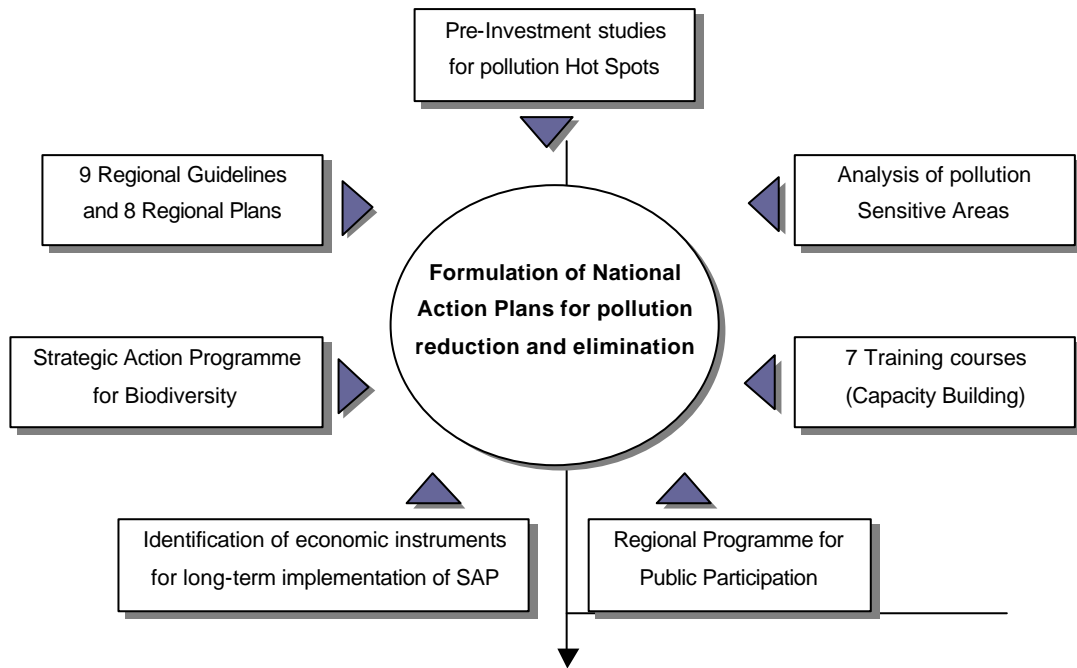 Pre-Investment studies
for pollution Hot Spots
9 Regional Guidelines
and 8 Regional Plans
Analysis of pollution
Sensitive Areas
Formulation of National
Action Plans for pollution
reduction and elimination
Strategic Action Programme
for Biodiversity
7 Training courses
(Capacity Building)
Identification of economic instruments
for long-term implementation of SAP
Regional Programme for
Public Participation